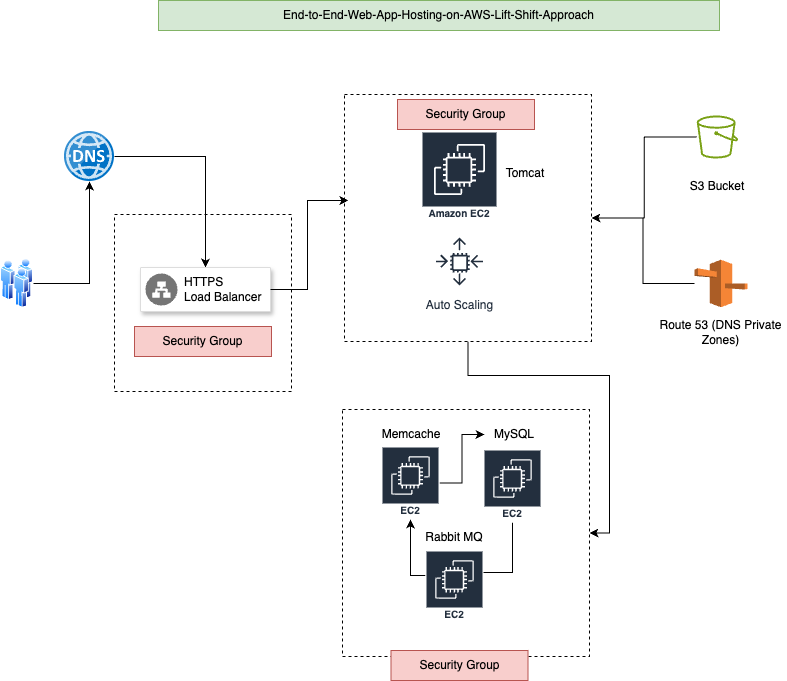 End-to-End-Web-App-Hosting-on-AWS-Lift-Shift-Approach
Security Group
DNS
Tomcat
Amazon EC2
S3 Bucket
HTTPS
Load Balancer
Auto Scaling
Security Group
Route 53 (DNS Private
Zones)
Memcache
MySQL
EC2
EC2
Rabbit MQ
EC2
Security Group